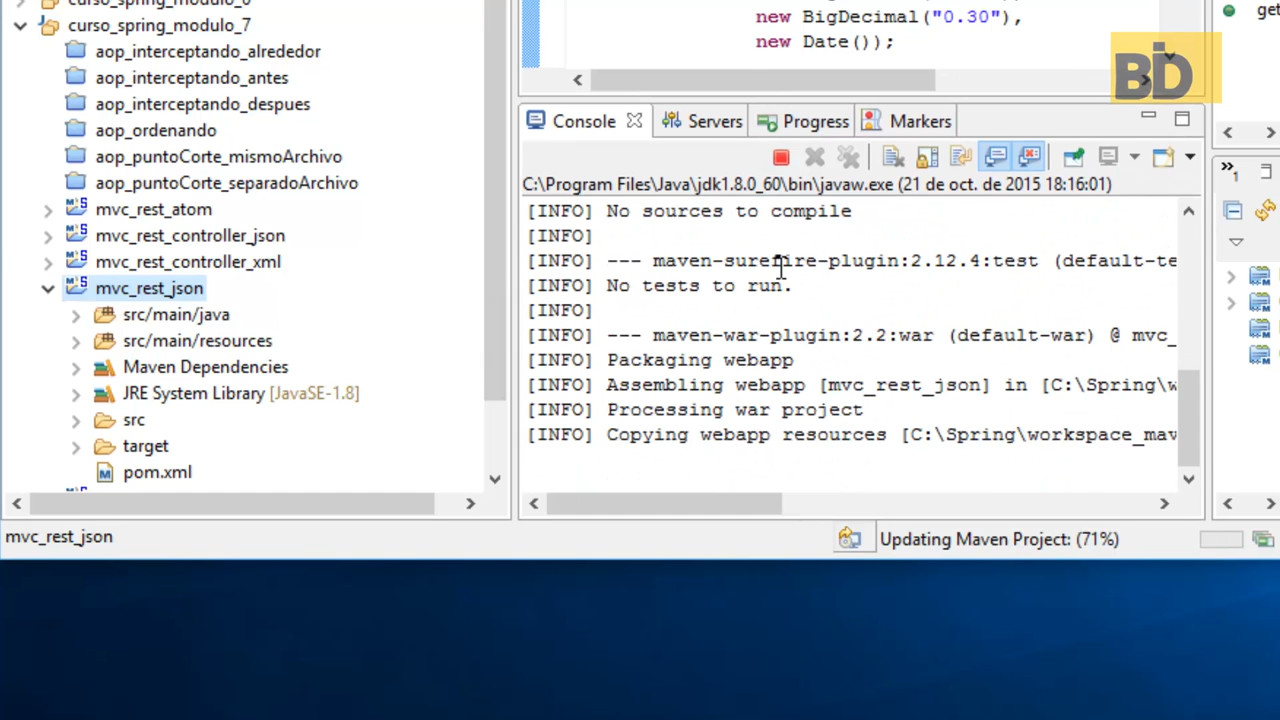 curso_spring_modulo_6
curso_spring_modulo_7
aop_interceptando_alrededor
aop_interceptando_antes
aop_interceptando_despues
aop_ordenando
aop_puntoCorte_mismoArchivo
aop_puntoCorte_separadoArchivo
mvc_rest_atom
mvc_rest_controller_json
mvc_rest_controller_xml
mvc_rest_json
src/main/java
src/main/resources
Maven Dependencies
JRE System Library [JavaSE-1.8]
src
target
pom.xml
new BigDecimal("0.30"),
new Date());
get
BiD
Console
Servers
Progress
Markers
C:\Program Files\Java\jdk1.8.0_60\bin\javaw.exe (21 de oct. de 2015 18:16:01)
[INFO] No sources to compile
[INFO]
[INFO] --- maven-surefire-plugin:2.12.4:test (default-te
[INFO] No tests to run.
[INFO]
[INFO] --- maven-war-plugin:2.2:war (default-war) @ mvc_
[INFO] Packaging webapp
[INFO] Assembling webapp [mvc_rest_json] in [C:\Spring\w
[INFO] Processing war project
[INFO] Copying webapp resources [C:\Spring\workspace_mav
»1
mvc_rest_json
Updating Maven Project: (71%)